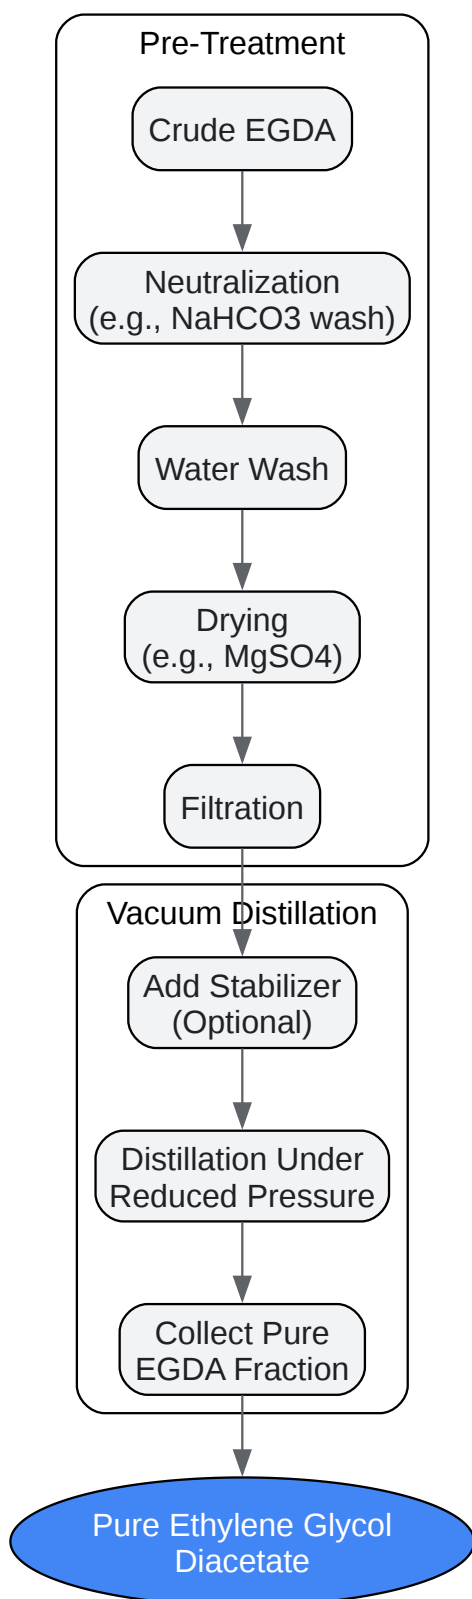 Pre-Treatment
Crude EGDA
Neutralization
(e.g., NaHCO3 wash)
Water Wash
Drying
(e.g., MgSO4)
Filtration
Vacuum Distillation
Add Stabilizer
(Optional)
Distillation Under
Reduced Pressure
Collect Pure
EGDA Fraction
Pure Ethylene Glycol
Diacetate